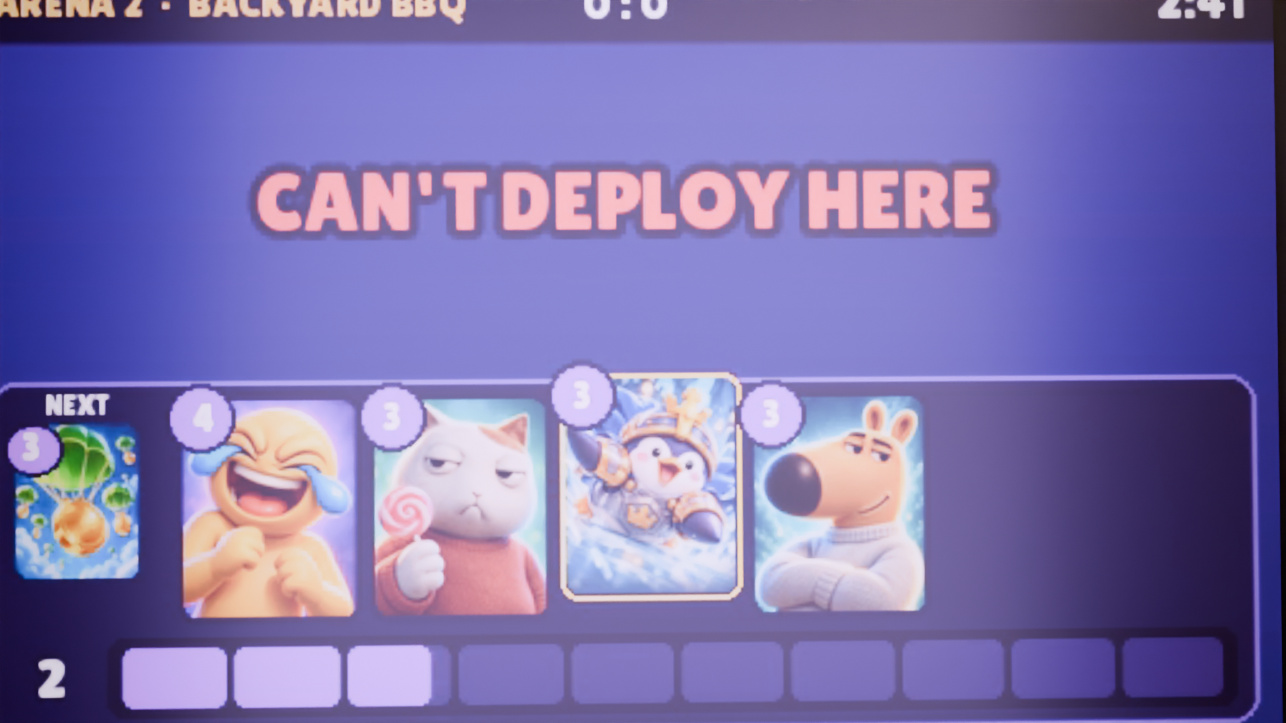 ARENA 2 · BACKYARD BBQ 0:0 2:41
CAN'T DEPLOY HERE
NEXT
3 4 3 3 3
2